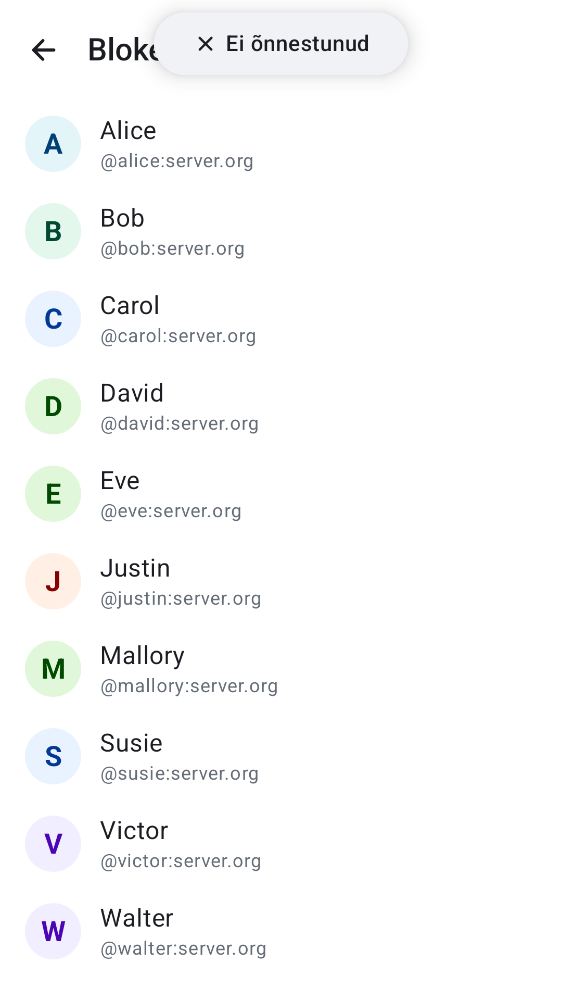 Ei õnnestunud
A
Alice
@alice:server.org
B
Bob
@bob:server.org
C
Carol
@carol:server.org
D
David
@david:server.org
E
Eve
@eve:server.org
J
Justin
@justin:server.org
M
Mallory
@mallory:server.org
S
Susie
@susie:server.org
V
Victor
@victor:server.org
W
Walter
@walter:server.org